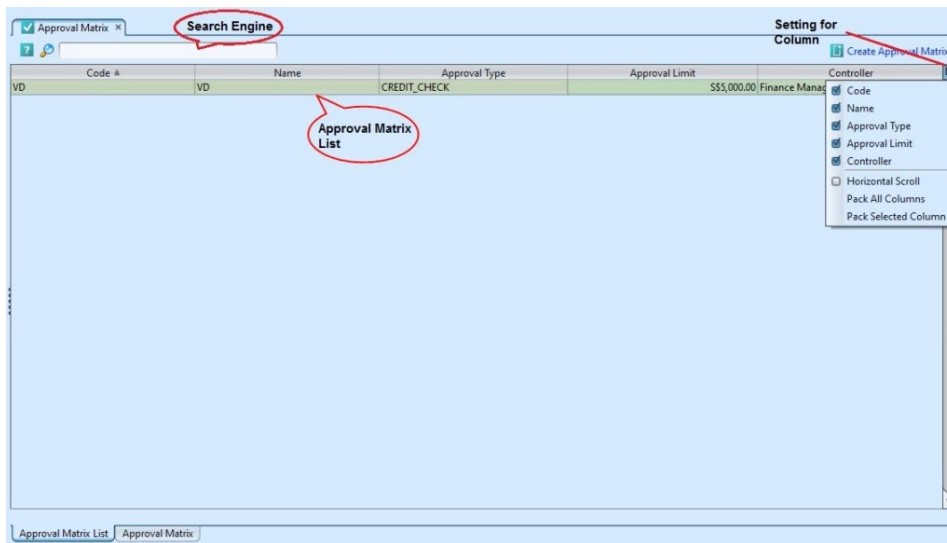 Approval Matrix ×
Search Engine
Setting for
Column
?
Create Approval Matrix
Code
Name
Approval Type
Approval Limit
Controller
VD
VD
CREDIT_CHECK
S$5,000.00
Finance Manag
Approval Matrix
List
Code
Name
Approval Type
Approval Limit
Controller
Horizontal Scroll
Pack All Columns
Pack Selected Column
Approval Matrix List
Approval Matrix